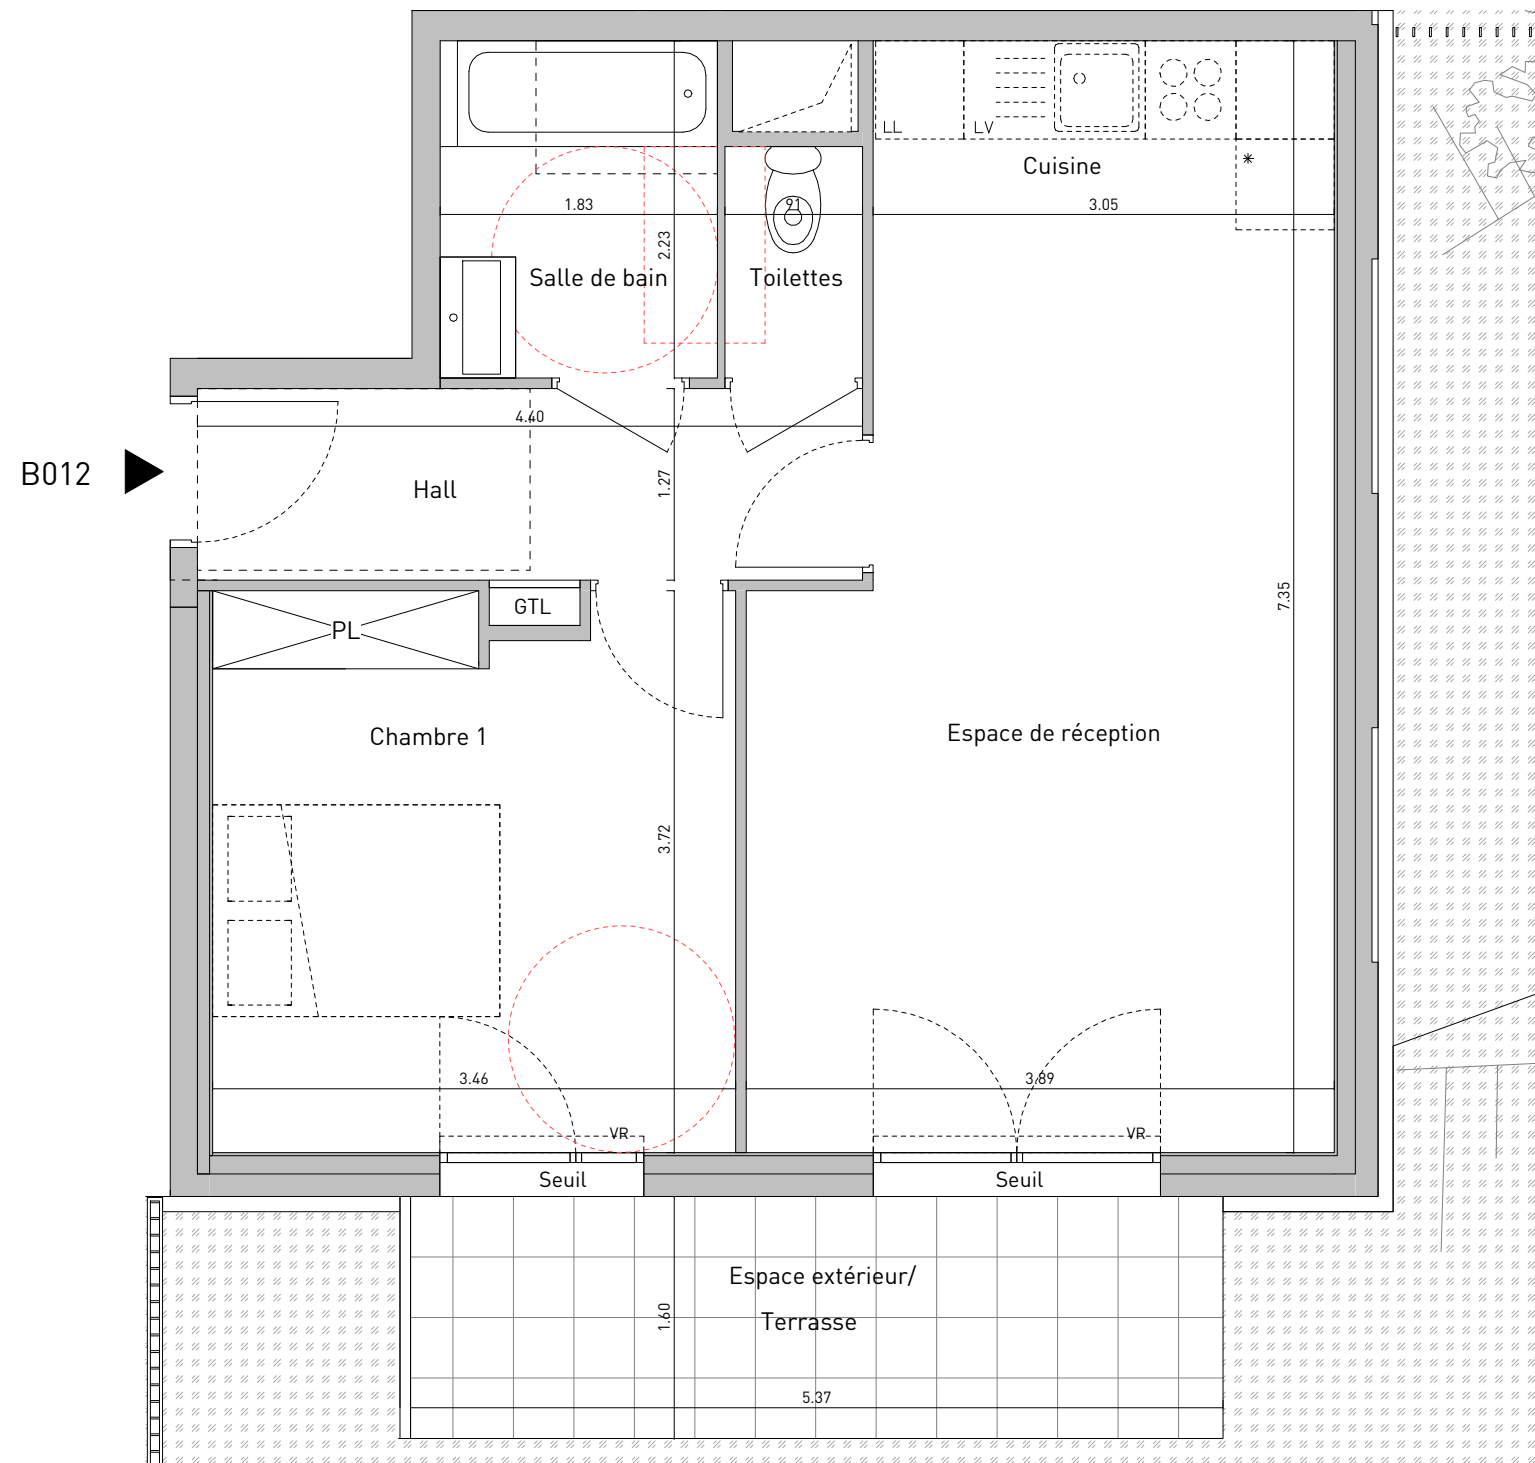 LL
LV
Cuisine
*
1.83
91
3.05
2.23
Salle de bain
Toilettes
4.40
B012
Hall
1.27
GTL
PL
7.35
Chambre 1
Espace de réception
3.72
3.46
3.89
VR
VR
Seuil
Seuil
Espace extérieur/
Terrasse
1.60
5.37